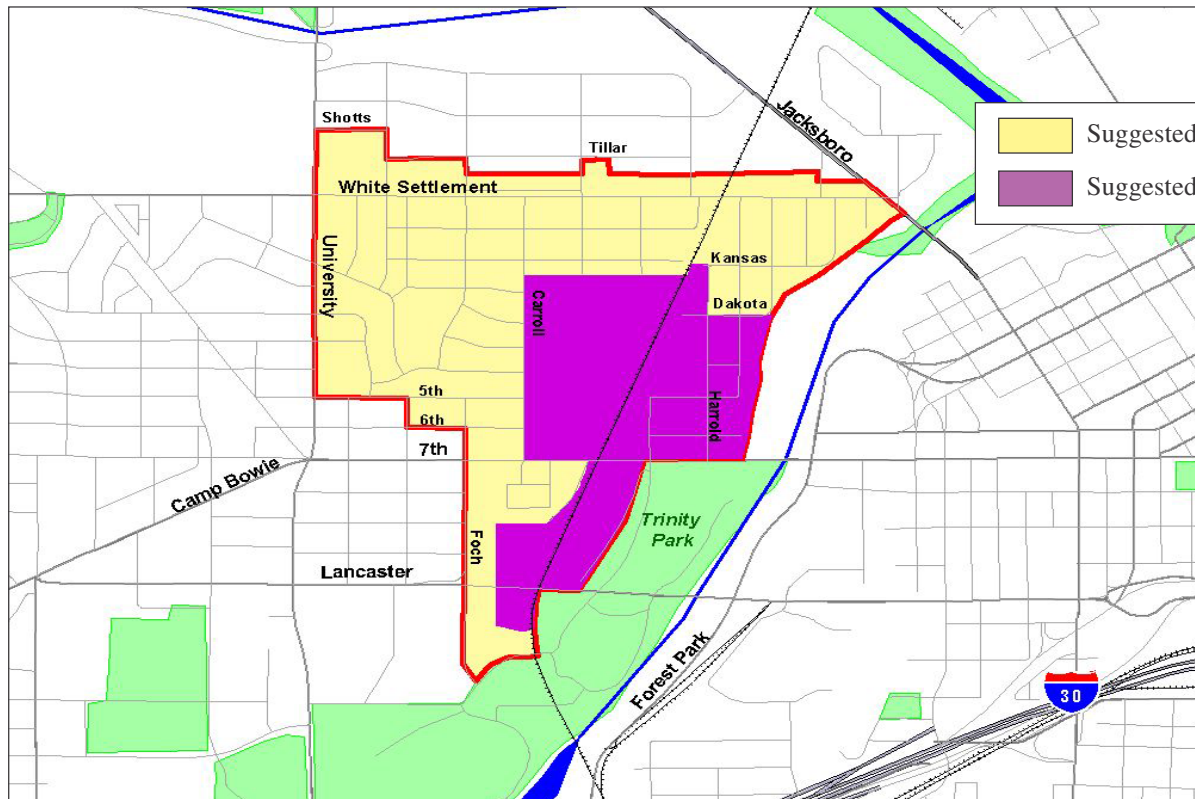 Shotts
Tillar
Jacksboro
Suggested
Suggested
White Settlement
University
Kansas
Carroll
Dakota
5th
6th
7th
Harrold
Camp Bowie
Trinity
Park
Foch
Lancaster
Forest Park
30